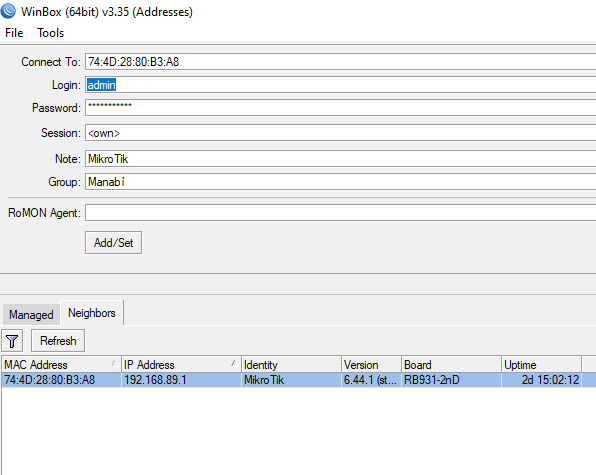 WinBox (64bit) v3.35 (Addresses)
File Tools
Connect To: 74:4D:28:80:B3:A8
Login: admin
Password: ***********
Session: <own>
Note: MikroTik
Group: Manabí
RoMON Agent:
Add/Set
Managed Neighbors
Refresh
MAC Address IP Address Identity Version Board Uptime
74:4D:28:80:B3:A8 192.168.89.1 MikroTik 6.44.1 (st... RB931-2nD 2d 15:02:12